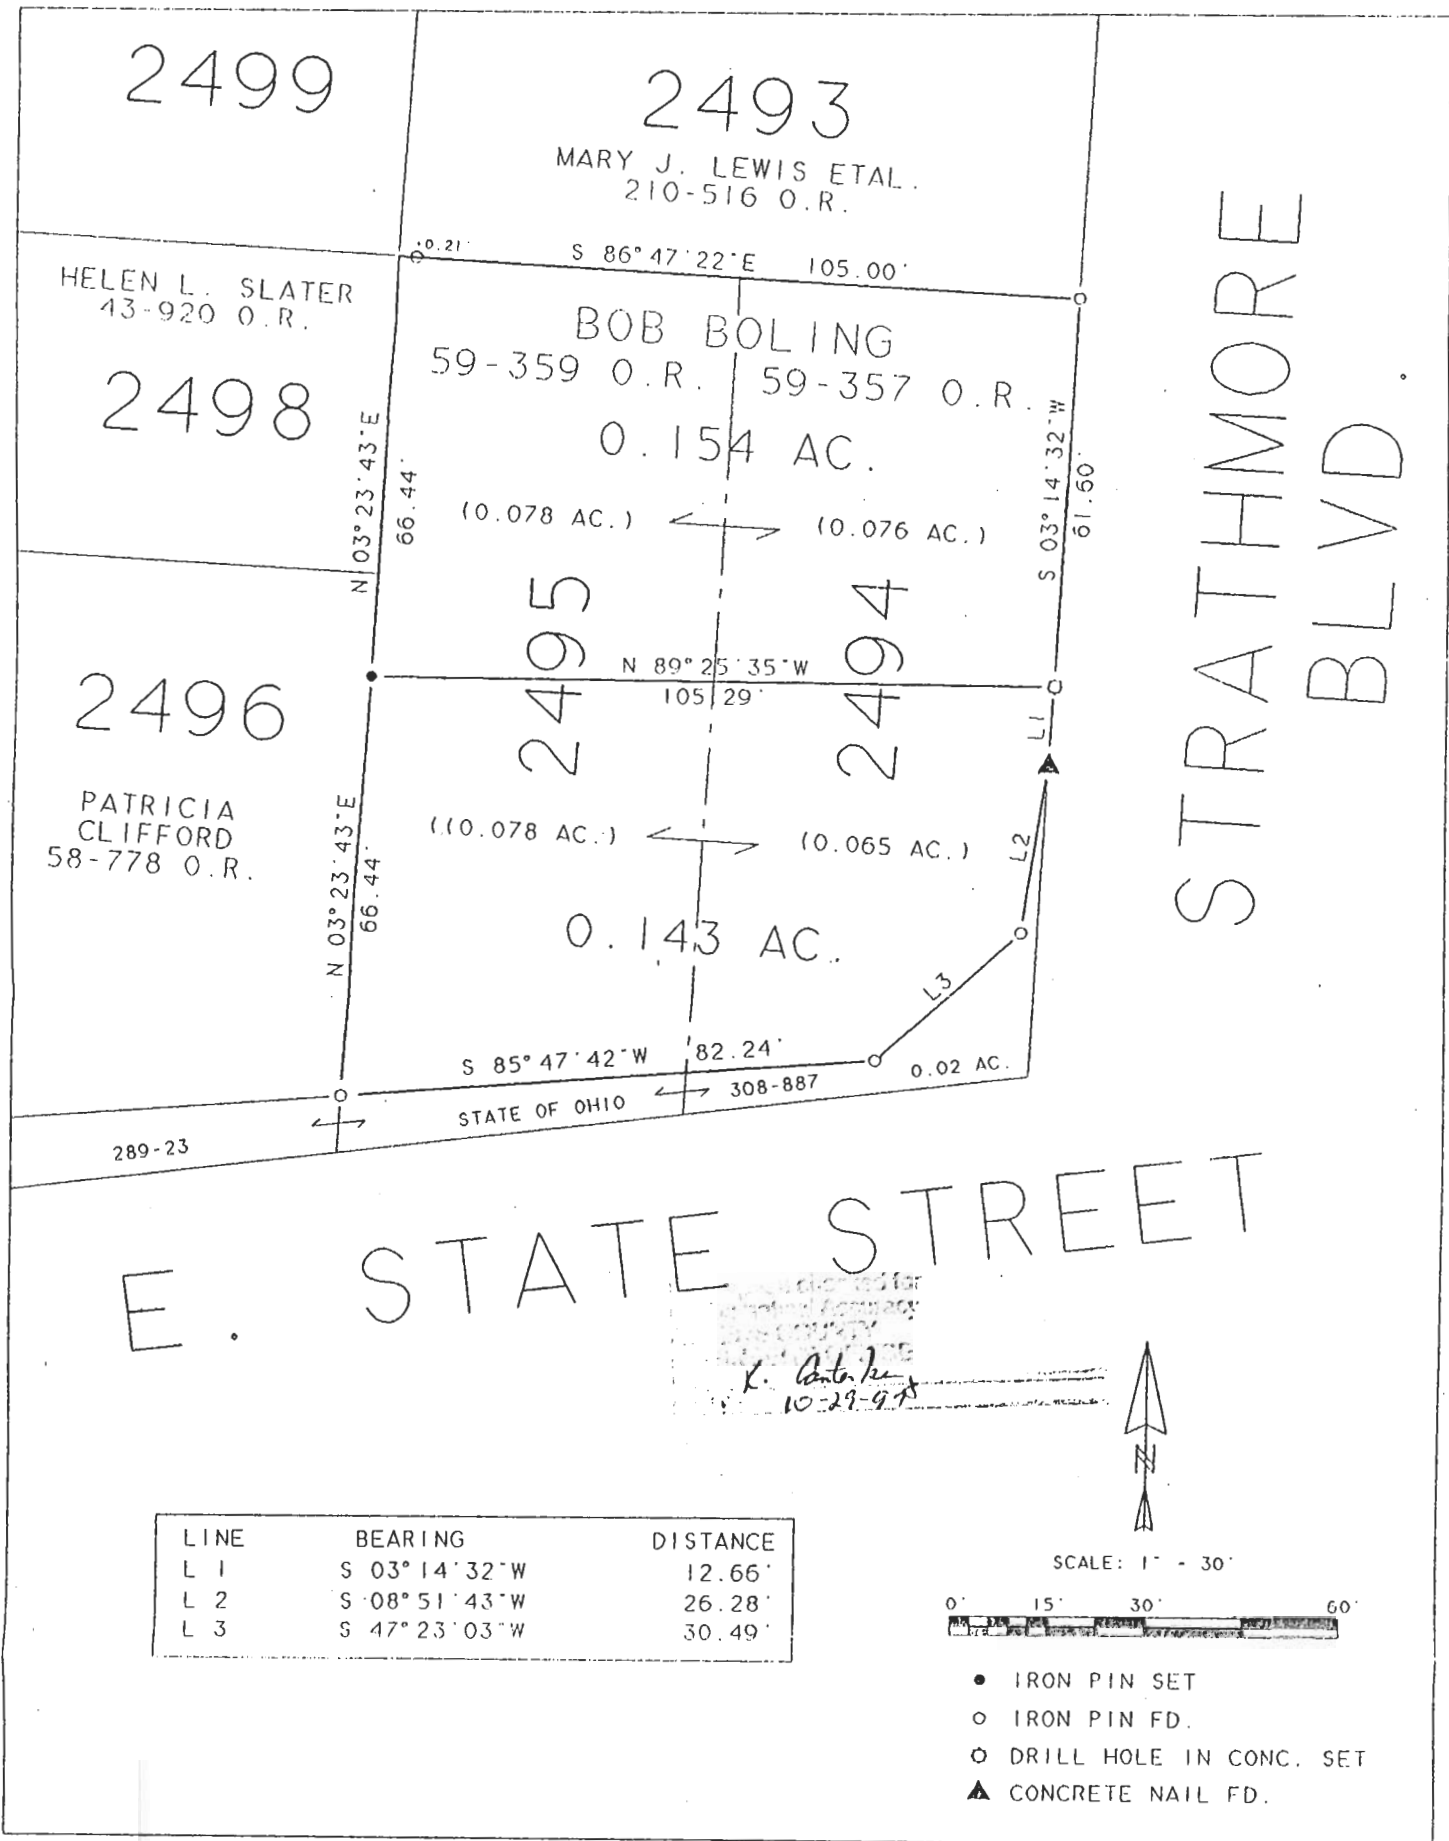 2499
2493
MARY J. LEWIS ETAL.
210-516 O.R.
0.21'
S 86°47'22"E 105.00'
HELEN L. SLATER
43-920 O.R.
2498
BOB BOLING
59-359 O.R. 59-357 O.R.
0.154 AC.
(0.078 AC.) (0.076 AC.)
N 03°23'43"E
66.44'
S 03°14'32"W
61.60'
STRATHMORE
BLVD.
2495
2494
N 89°25'35"W
105.29'
2496
PATRICIA
CLIFFORD
58-778 O.R.
N 03°23'43"E
66.44'
L1
L2
L3
((0.078 AC.) (0.065 AC.)
0.143 AC.
S 85°47'42"W 82.24'
0.02 AC.
STATE OF OHIO
308-887
289-23
E. STATE STREET
K.
10-29-97
N
LINE BEARING DISTANCE
L 1 S 03°14'32"W 12.66'
L 2 S 08°51'43"W 26.28'
L 3 S 47°23'03"W 30.49'
SCALE: 1" - 30'
0' 15' 30' 60'
IRON PIN SET
IRON PIN FD.
DRILL HOLE IN CONC. SET
CONCRETE NAIL FD.